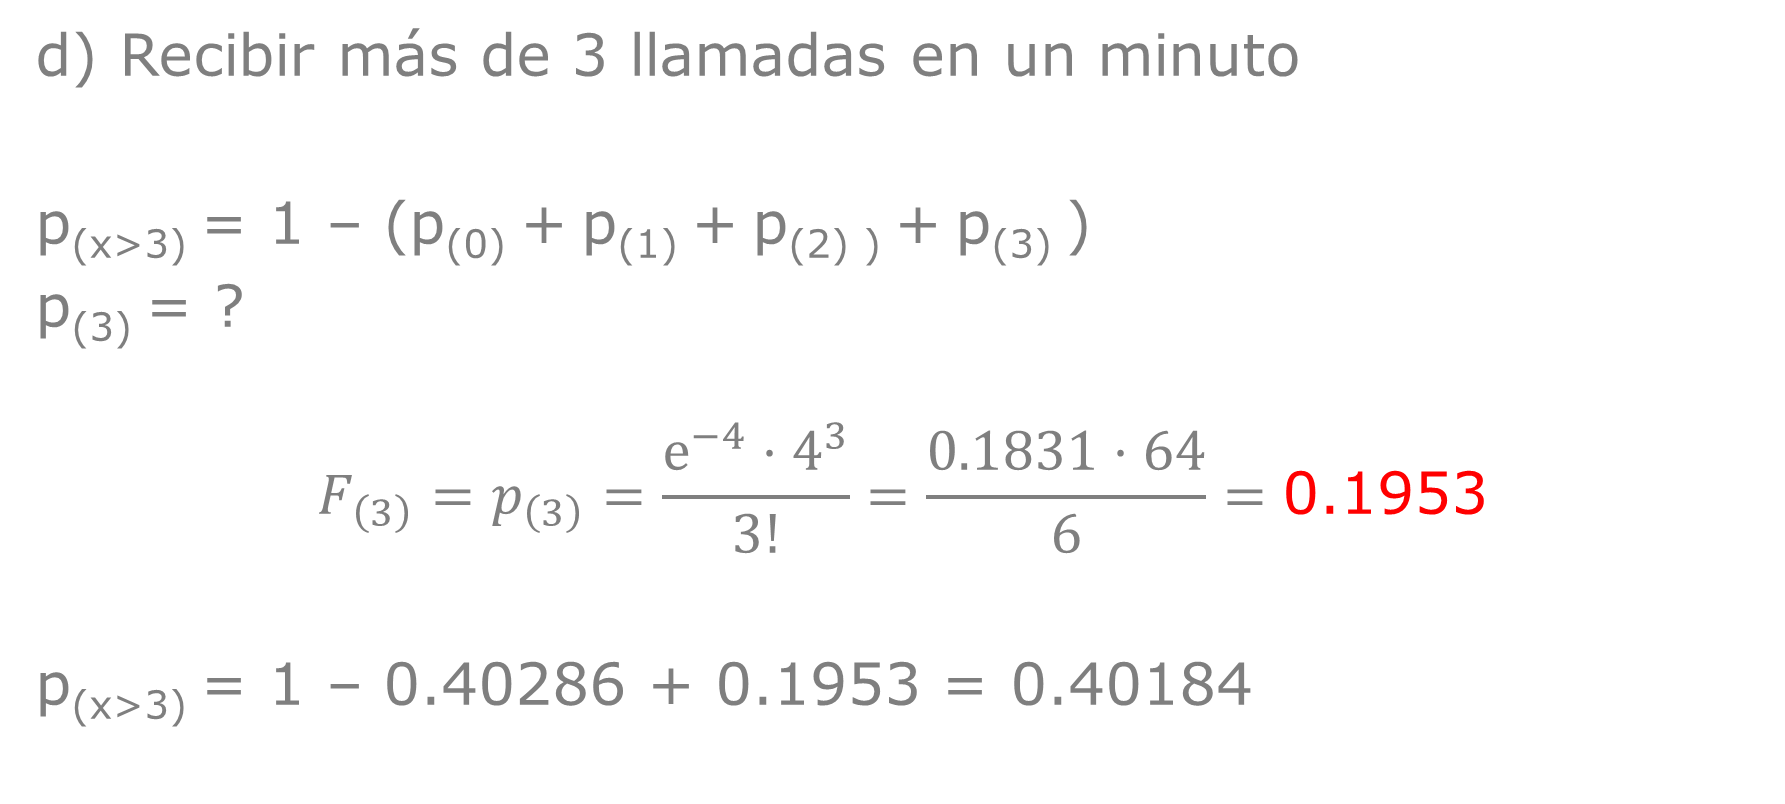 d) Recibir más de 3 llamadas en un minuto
p(x>3) = 1 – (p(0) + p(1) + p(2) ) + p(3) )
p(3) = ?
F(3) = p(3) = e⁻⁴ · 4³ / 3! = 0.1831 · 64 / 6 = 0.1953
p(x>3) = 1 – 0.40286 + 0.1953 = 0.40184